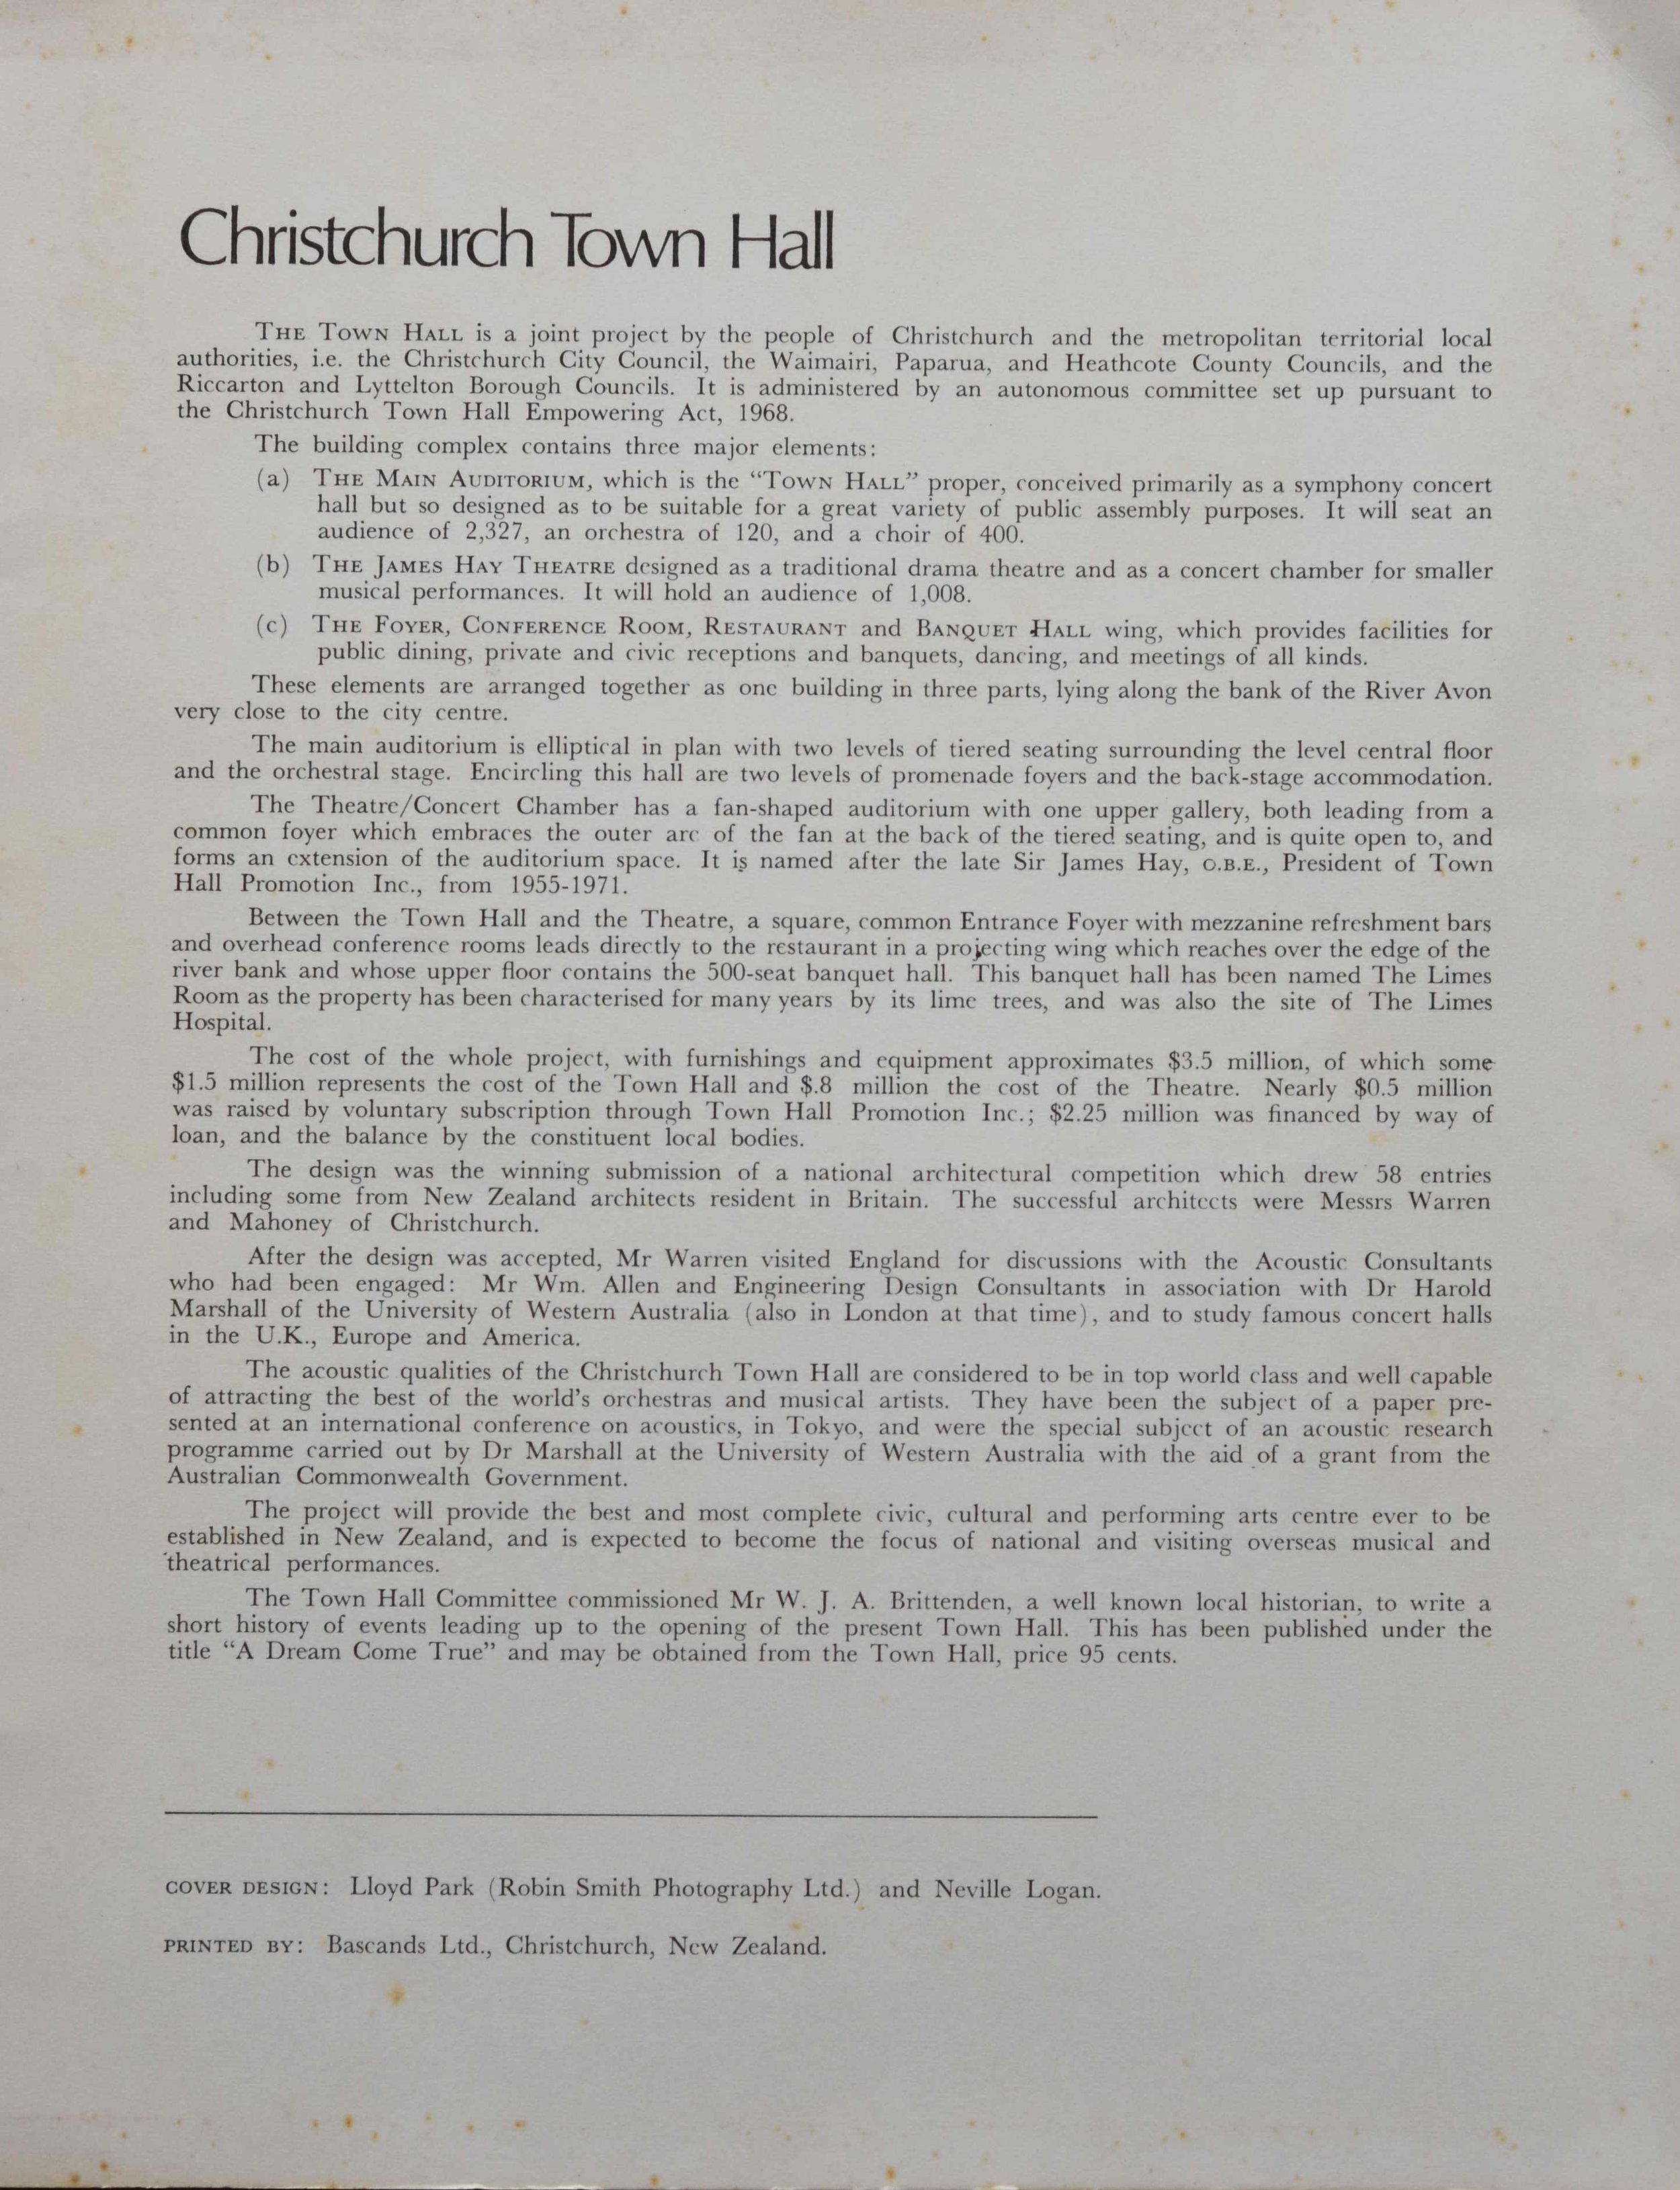 Christchurch Town Hall
THE TOWN HALL is a joint project by the people of Christchurch and the metropolitan territorial local
authorities, i.e. the Christchurch City Council, the Waimairi, Paparua, and Heathcote County Councils, and the
Riccarton and Lyttelton Borough Councils. It is administered by an autonomous committee set up pursuant to
the Christchurch Town Hall Empowering Act, 1968.
The building complex contains three major elements:
(a) THE MAIN AUDITORIUM, which is the “TOWN HALL” proper, conceived primarily as a symphony concert
hall but so designed as to be suitable for a great variety of public assembly purposes. It will seat an
audience of 2,327, an orchestra of 120, and a choir of 400.
(b) THE JAMES HAY THEATRE designed as a traditional drama theatre and as a concert chamber for smaller
musical performances. It will hold an audience of 1,008.
(c) THE FOYER, CONFERENCE ROOM, RESTAURANT and BANQUET HALL wing, which provides facilities for
public dining, private and civic receptions and banquets, dancing, and meetings of all kinds.
These elements are arranged together as one building in three parts, lying along the bank of the River Avon
very close to the city centre.
The main auditorium is elliptical in plan with two levels of tiered seating surrounding the level central floor
and the orchestral stage. Encircling this hall are two levels of promenade foyers and the back-stage accommodation.
The Theatre/Concert Chamber has a fan-shaped auditorium with one upper gallery, both leading from a
common foyer which embraces the outer arc of the fan at the back of the tiered seating, and is quite open to, and
forms an extension of the auditorium space. It is named after the late Sir James Hay, O.B.E., President of Town
Hall Promotion Inc., from 1955-1971.
Between the Town Hall and the Theatre, a square, common Entrance Foyer with mezzanine refreshment bars
and overhead conference rooms leads directly to the restaurant in a projecting wing which reaches over the edge of the
river bank and whose upper floor contains the 500-seat banquet hall. This banquet hall has been named The Limes
Room as the property has been characterised for many years by its lime trees, and was also the site of The Limes
Hospital.
The cost of the whole project, with furnishings and equipment approximates $3.5 million, of which some
$1.5 million represents the cost of the Town Hall and $.8 million the cost of the Theatre. Nearly $0.5 million
was raised by voluntary subscription through Town Hall Promotion Inc.; $2.25 million was financed by way of
loan, and the balance by the constituent local bodies.
The design was the winning submission of a national architectural competition which drew 58 entries
including some from New Zealand architects resident in Britain. The successful architects were Messrs Warren
and Mahoney of Christchurch.
After the design was accepted, Mr Warren visited England for discussions with the Acoustic Consultants
who had been engaged: Mr Wm. Allen and Engineering Design Consultants in association with Dr Harold
Marshall of the University of Western Australia (also in London at that time), and to study famous concert halls
in the U.K., Europe and America.
The acoustic qualities of the Christchurch Town Hall are considered to be in top world class and well capable
of attracting the best of the world’s orchestras and musical artists. They have been the subject of a paper pre-
sented at an international conference on acoustics, in Tokyo, and were the special subject of an acoustic research
programme carried out by Dr Marshall at the University of Western Australia with the aid of a grant from the
Australian Commonwealth Government.
The project will provide the best and most complete civic, cultural and performing arts centre ever to be
established in New Zealand, and is expected to become the focus of national and visiting overseas musical and
theatrical performances.
The Town Hall Committee commissioned Mr W. J. A. Brittenden, a well known local historian, to write a
short history of events leading up to the opening of the present Town Hall. This has been published under the
title “A Dream Come True” and may be obtained from the Town Hall, price 95 cents.
COVER DESIGN: Lloyd Park (Robin Smith Photography Ltd.) and Neville Logan.
PRINTED BY: Bascands Ltd., Christchurch, New Zealand.